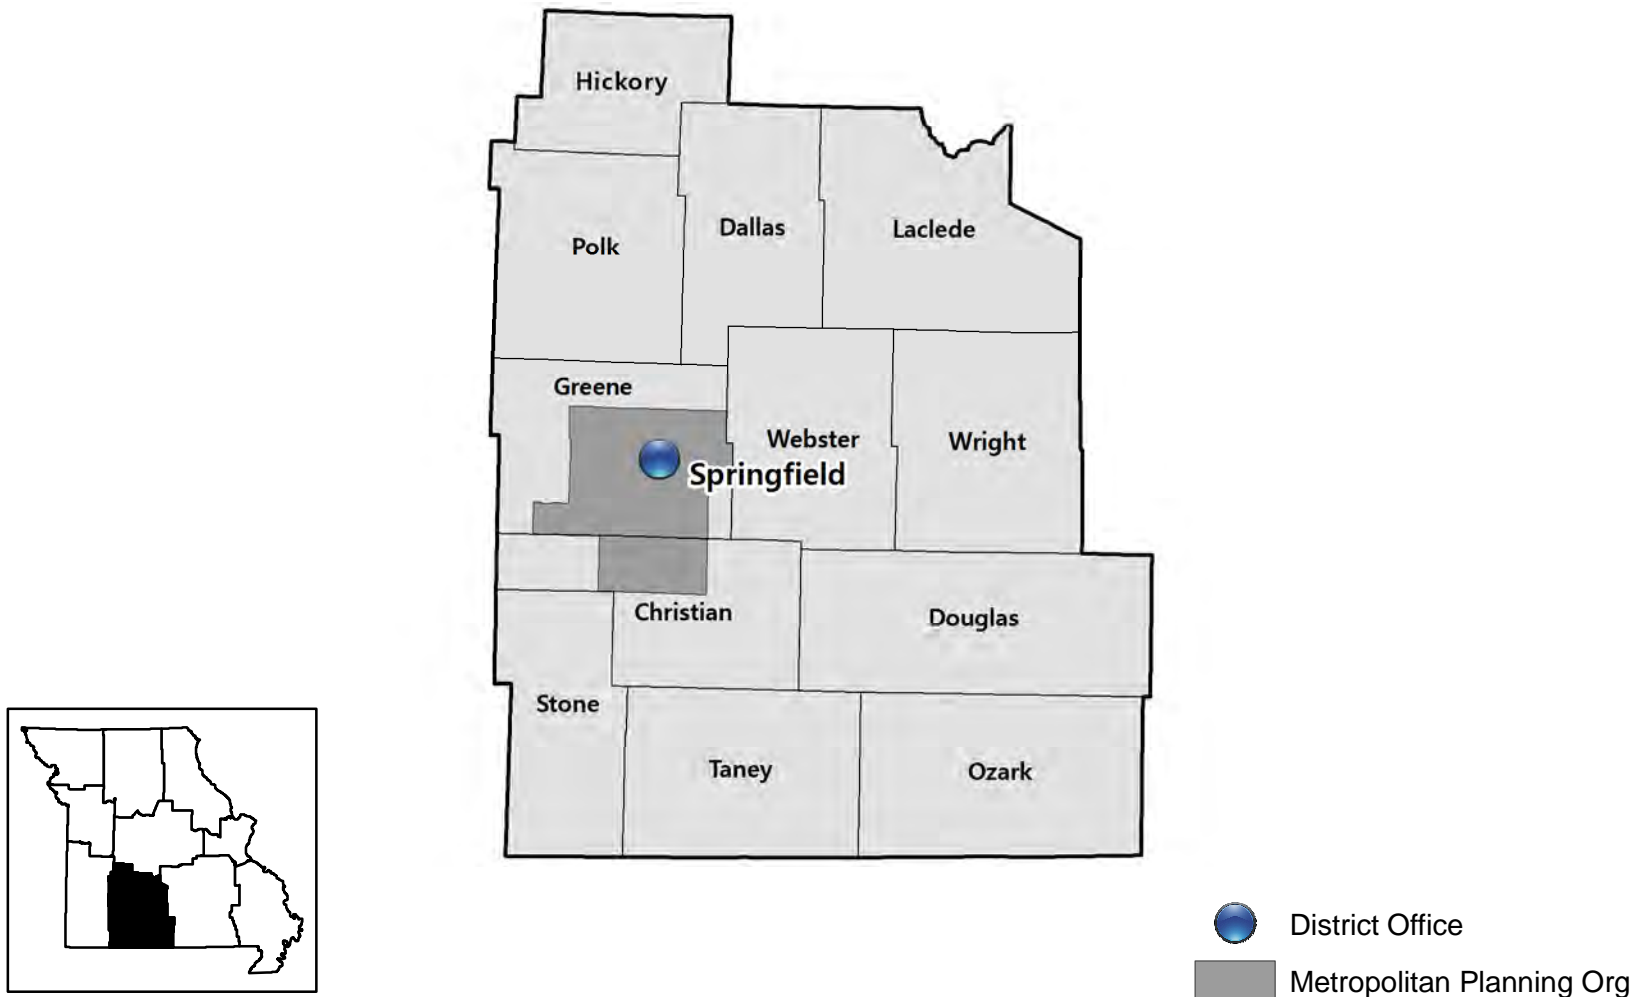 Hickory
Dallas
Laclede
Polk
Greene
Webster
Wright
Springfield
Christian
Douglas
Stone
Taney
Ozark
District Office
Metropolitan Planning Org